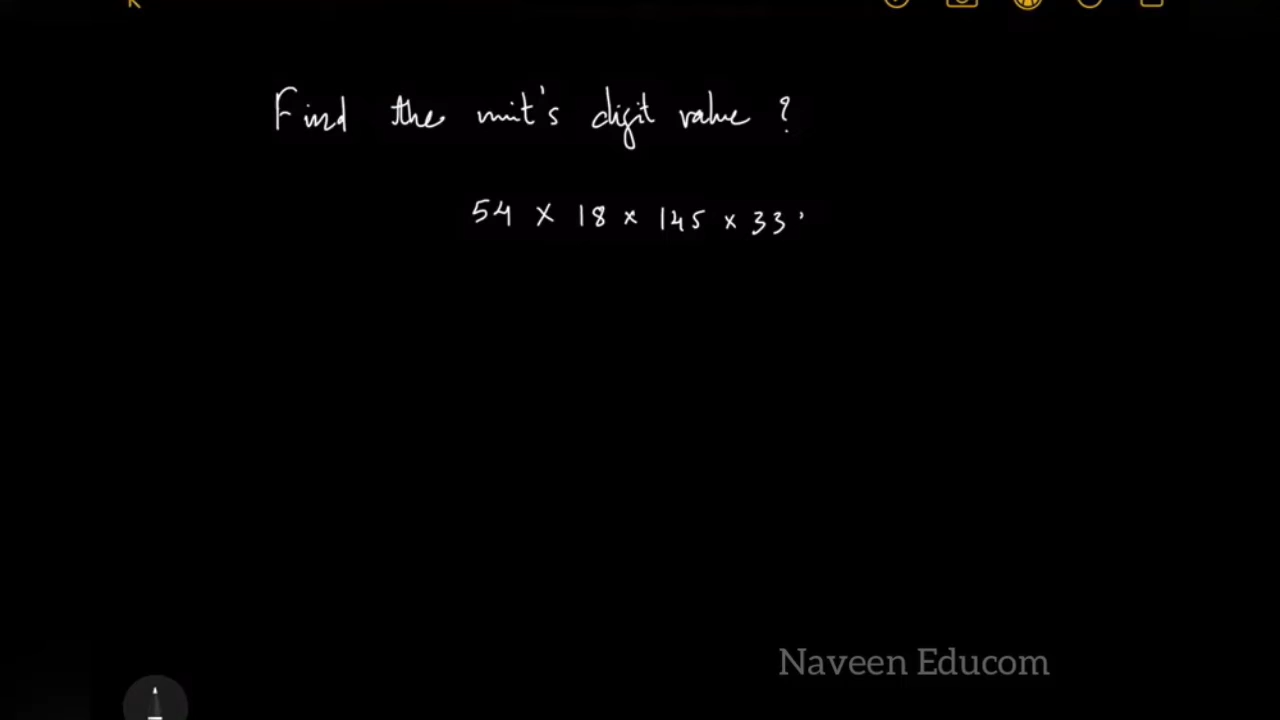 Find the unit's digit value ?
54 × 18 × 145 × 33
Naveen Educom